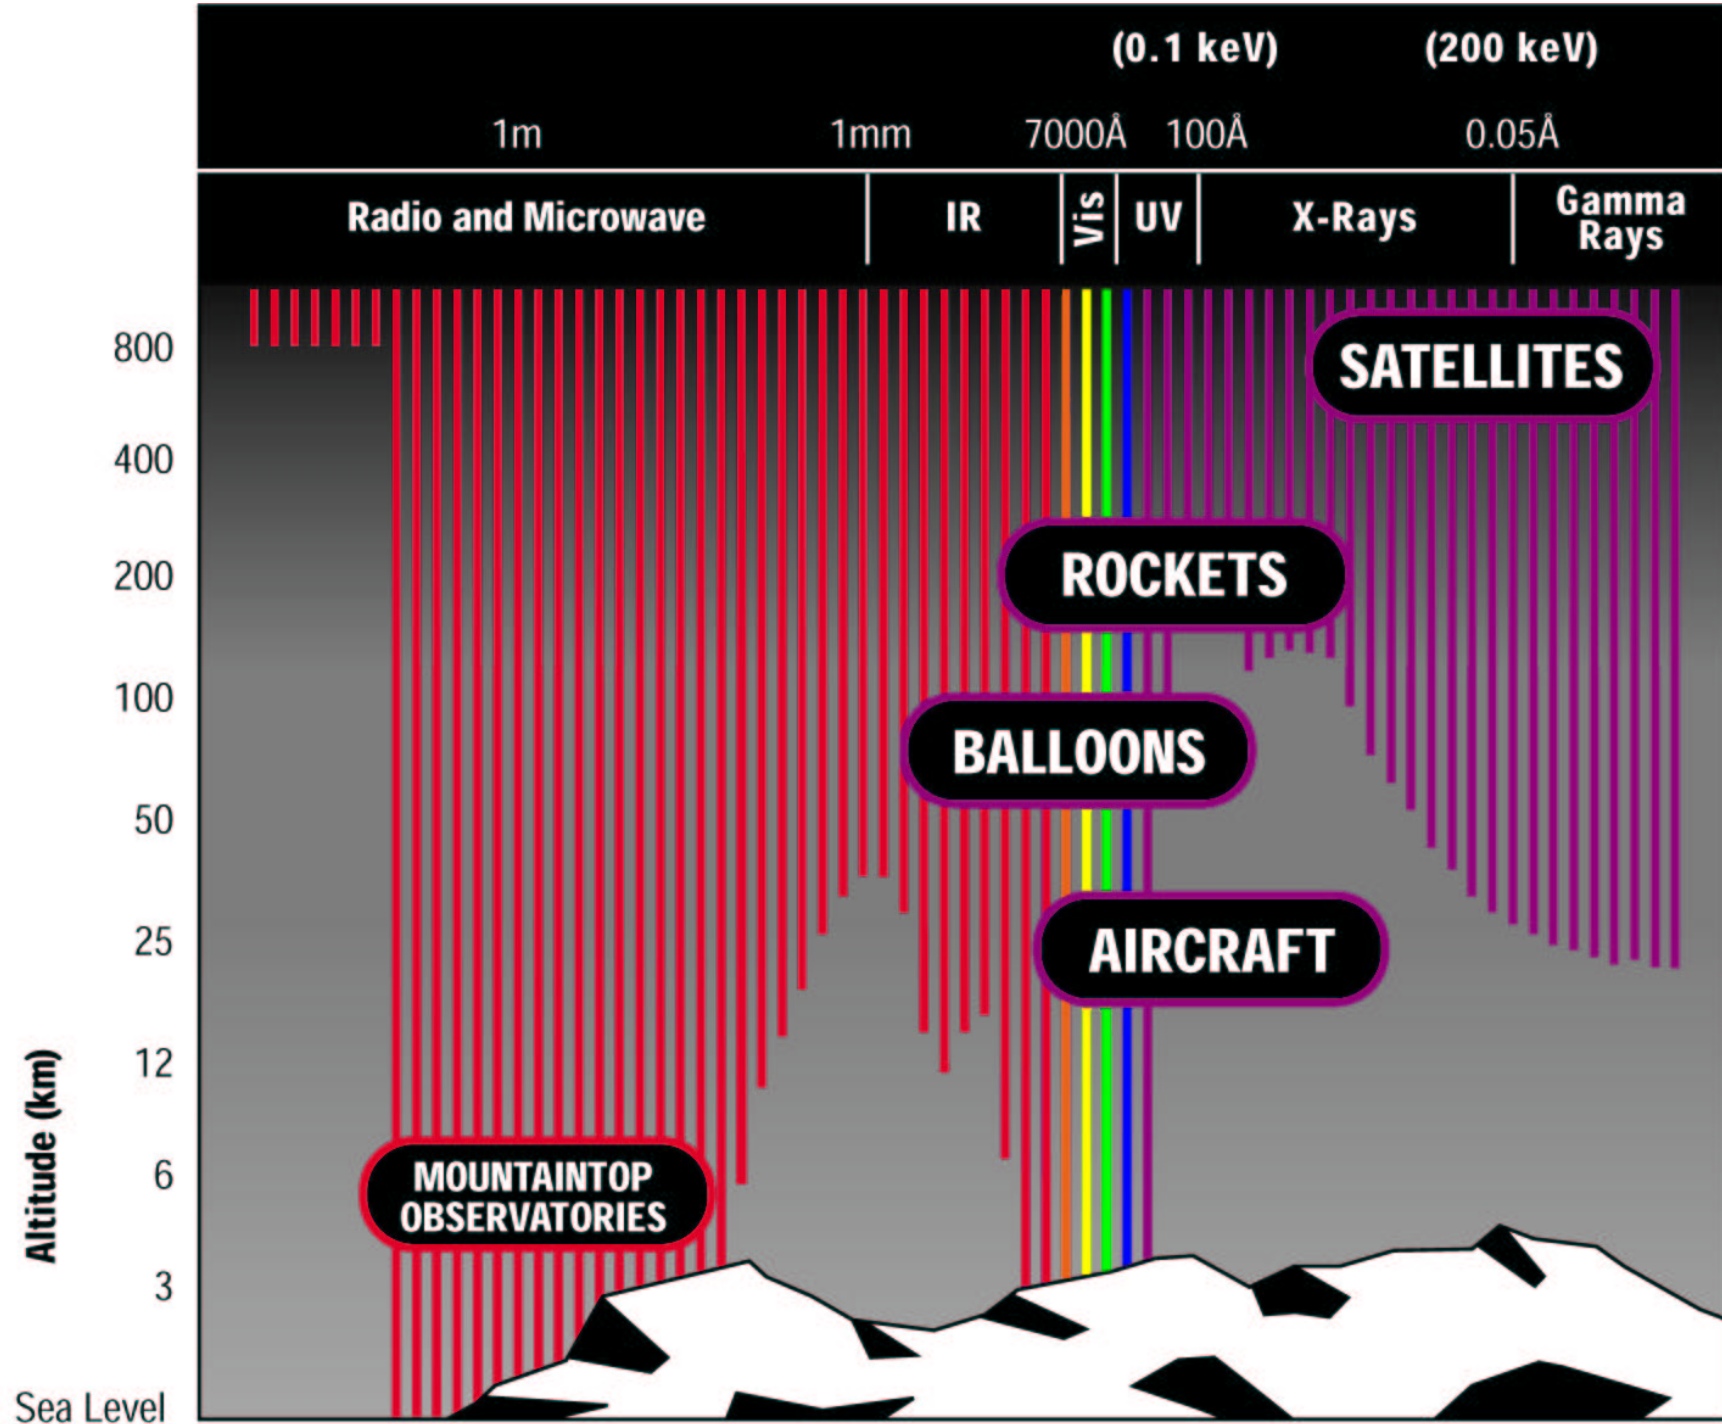 (0.1 keV) (200 keV)
1m 1mm 7000Å 100Å 0.05Å
Radio and Microwave IR Vis UV X-Rays Gamma
Rays
800
SATELLITES
400
ROCKETS
200
100
BALLOONS
50
AIRCRAFT
25
12
Altitude (km)
6
MOUNTAINTOP
OBSERVATORIES
3
Sea Level